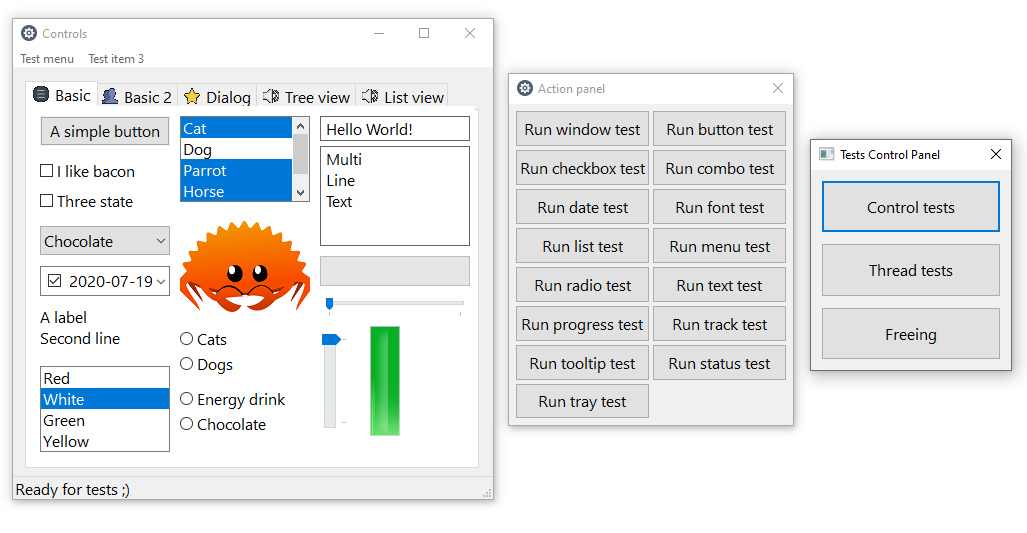 Controls
Test menu Test item 3
Basic Basic 2 Dialog Tree view List view
A simple button
I like bacon
Three state
Chocolate
2020-07-19
A label
Second line
Red
White
Green
Yellow
Cat
Dog
Parrot
Horse
Cats
Dogs
Energy drink
Chocolate
Hello World!
Multi
Line
Text
Ready for tests ;)
Action panel
Run window test Run button test
Run checkbox test Run combo test
Run date test Run font test
Run list test Run menu test
Run radio test Run text test
Run progress test Run track test
Run tooltip test Run status test
Run tray test
Tests Control Panel
Control tests
Thread tests
Freeing